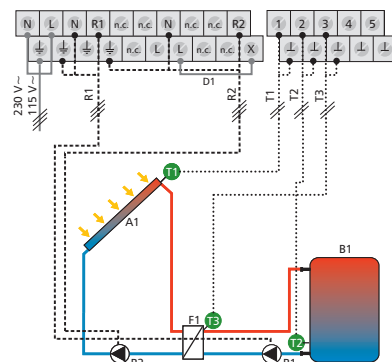 N L N R1 n.c. n.c. N n.c. n.c. R2
1 2 3 4 5
n.c. L L n.c. X
D1
230 V~
115 V~
R1
R2
T1
T2
T3
T1
A1
B1
F1
T3
T2